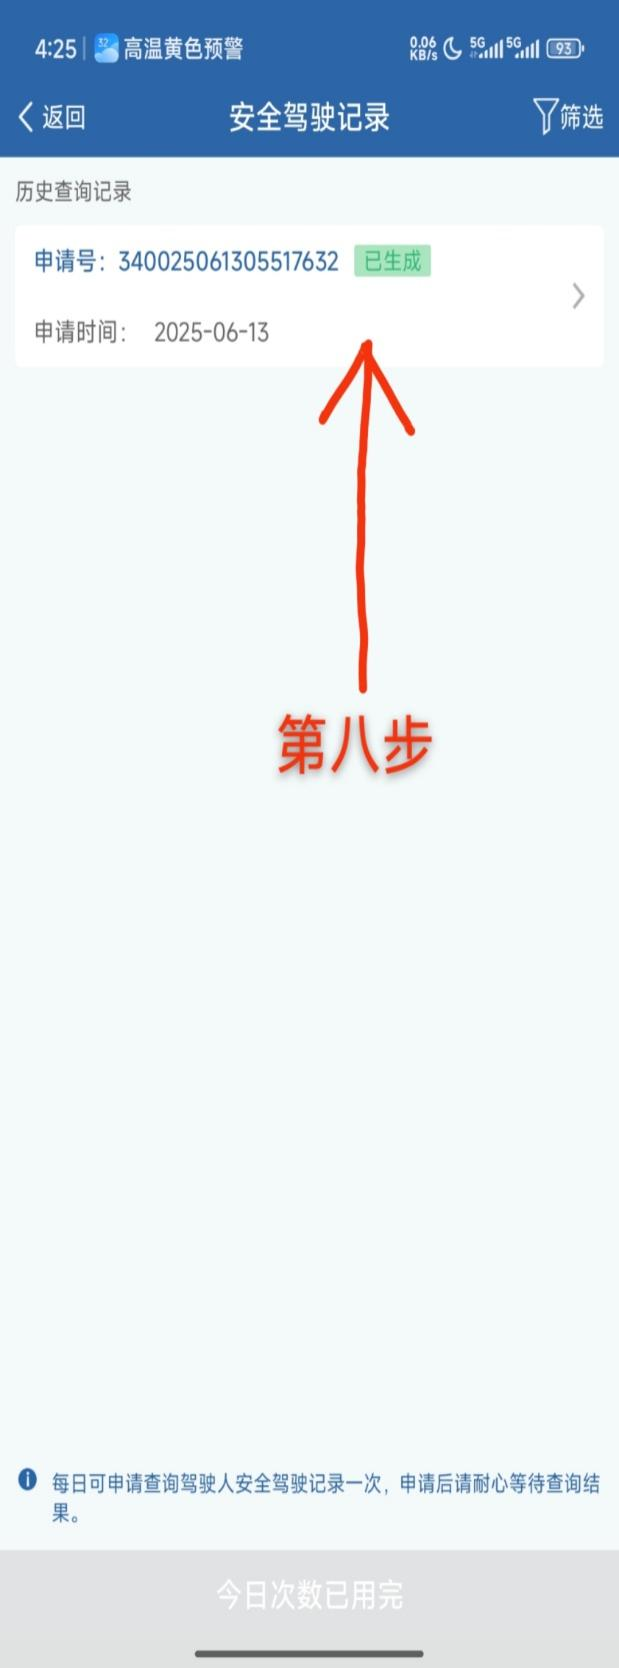 4:25 32 高温黄色预警 0.06 KB/s 5G 5G 93
返回 安全驾驶记录 筛选
历史查询记录
申请号：340025061305517632 已生成
申请时间： 2025-06-13
第八步
每日可申请查询驾驶人安全驾驶记录一次，申请后请耐心等待查询结
果。
今日次数已用完